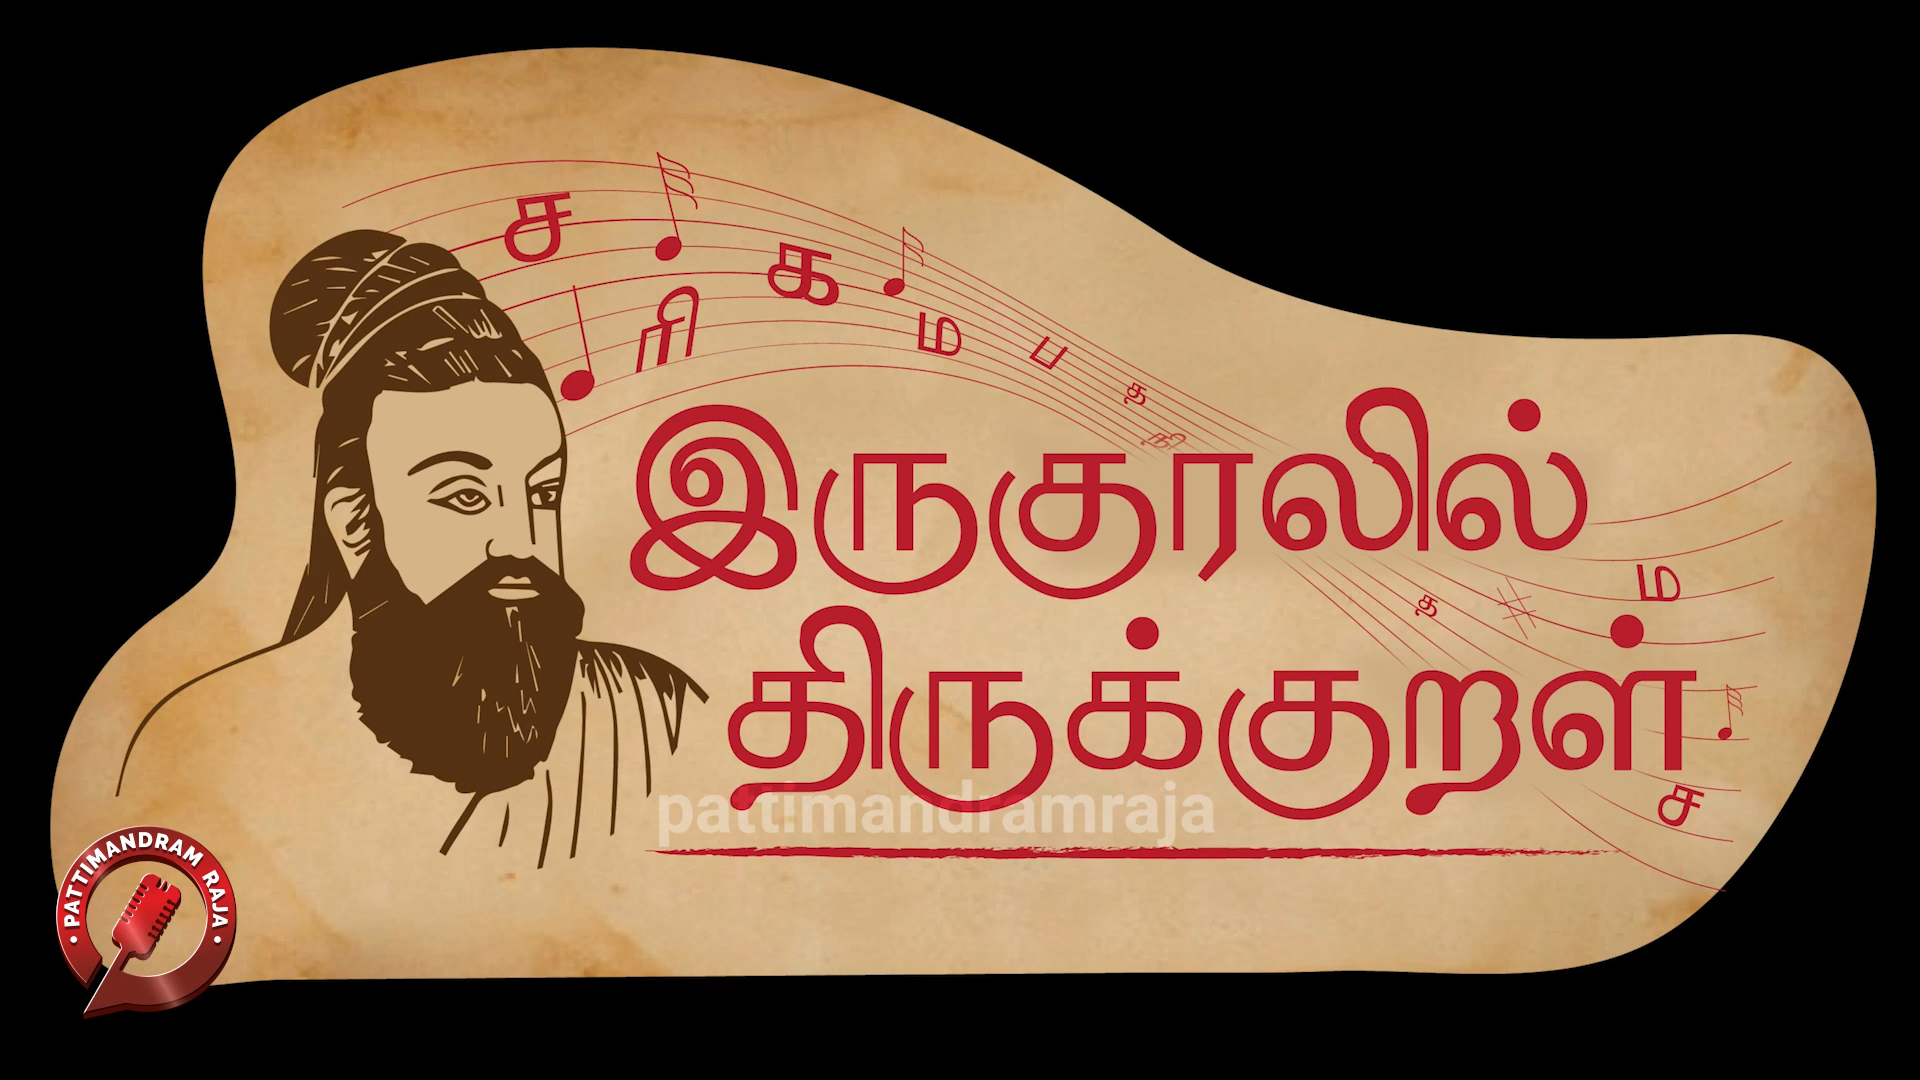 ச
ரி
க
ம
ப
த
நி
இருகுரலில்
திருக்குறள்
த
ம
ச
pattimandramraja
PATTIMANDRAM RAJA